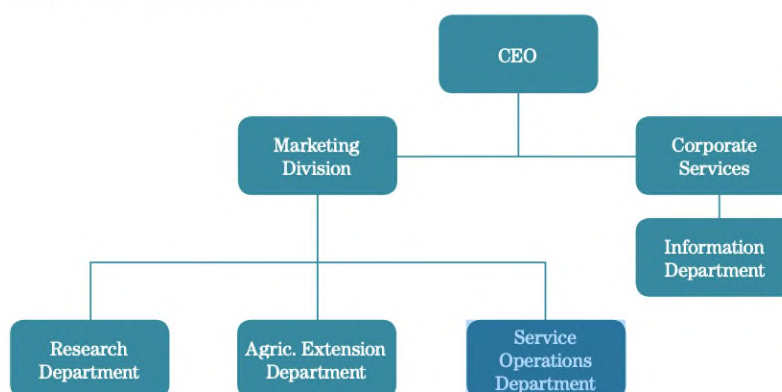 CEO
Marketing
Division
Corporate
Services
Information
Department
Research
Department
Agric. Extension
Department
Service
Operations
Department